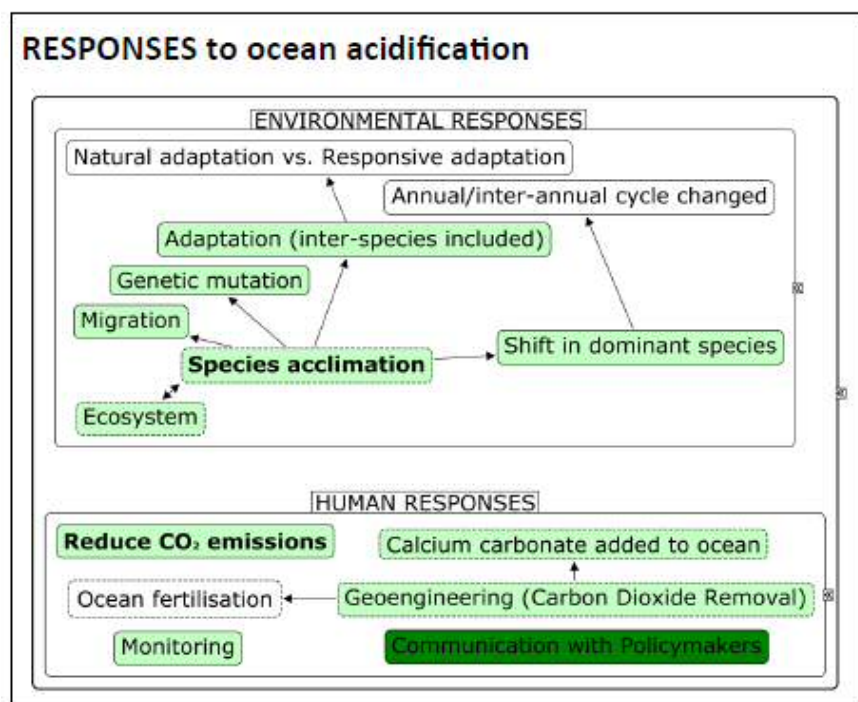 RESPONSES to ocean acidification
ENVIRONMENTAL RESPONSES
Natural adaptation vs. Responsive adaptation
Annual/inter-annual cycle changed
Adaptation (inter-species included)
Genetic mutation
Migration
Shift in dominant species
Species acclimation
Ecosystem
HUMAN RESPONSES
Reduce CO₂ emissions
Calcium carbonate added to ocean
Ocean fertilisation
Geoengineering (Carbon Dioxide Removal)
Monitoring
Communication with Policymakers